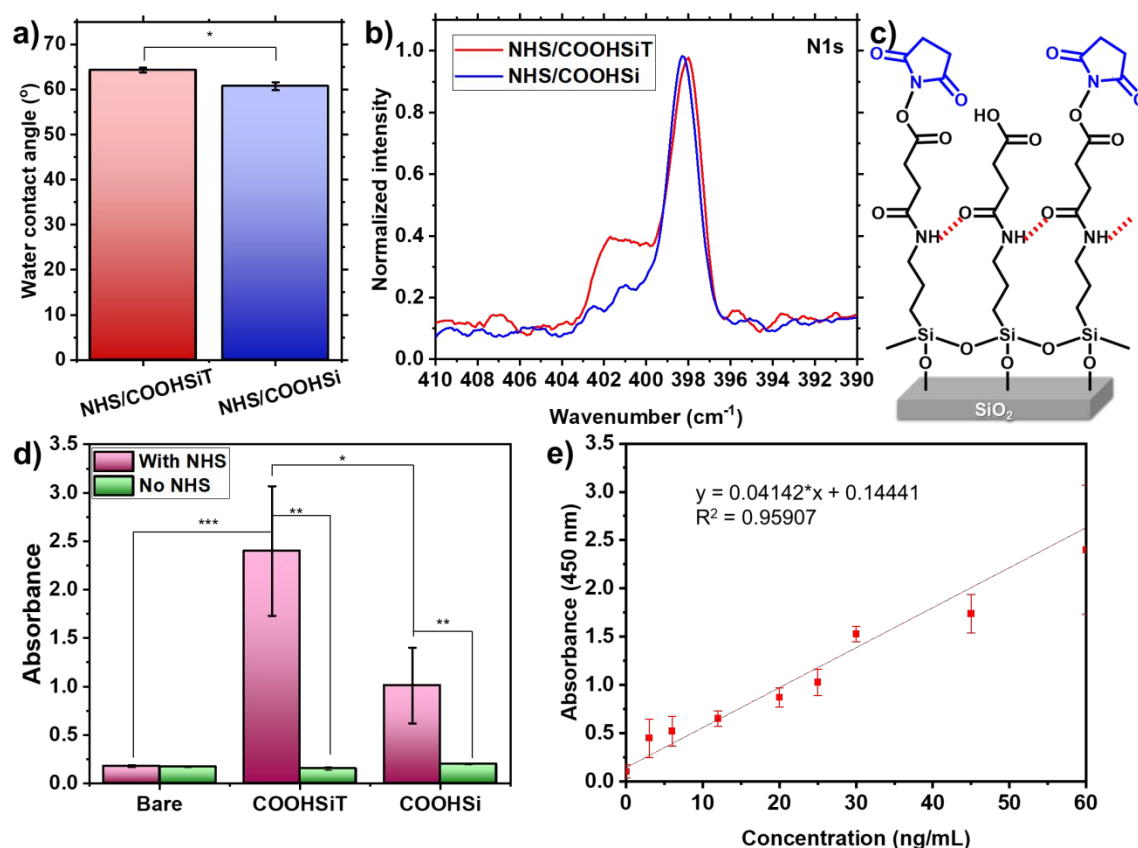 a)
*
Water contact angle (º)
70
60
50
40
30
20
10
0
NHS/COOHSiT
NHS/COOHSi
b)
NHS/COOHSiT
NHS/COOHSi
N1s
Normalized intensity
1.0
0.8
0.6
0.4
0.2
0.0
410 408 406 404 402 400 398 396 394 392 390
Wavenumber (cm⁻¹)
c)
O N O O N O
O HO O
O O O
O NH O NH O NH
Si O Si O Si
O O O
SiO₂
d)
With NHS
No NHS
*
***
**
**
Absorbance
3.5
3.0
2.5
2.0
1.5
1.0
0.5
0.0
Bare COOHSiT COOHSi
e)
y = 0.04142*x + 0.14441
R² = 0.95907
Absorbance (450 nm)
3.5
3.0
2.5
2.0
1.5
1.0
0.5
0.0
0 10 20 30 40 50 60
Concentration (ng/mL)